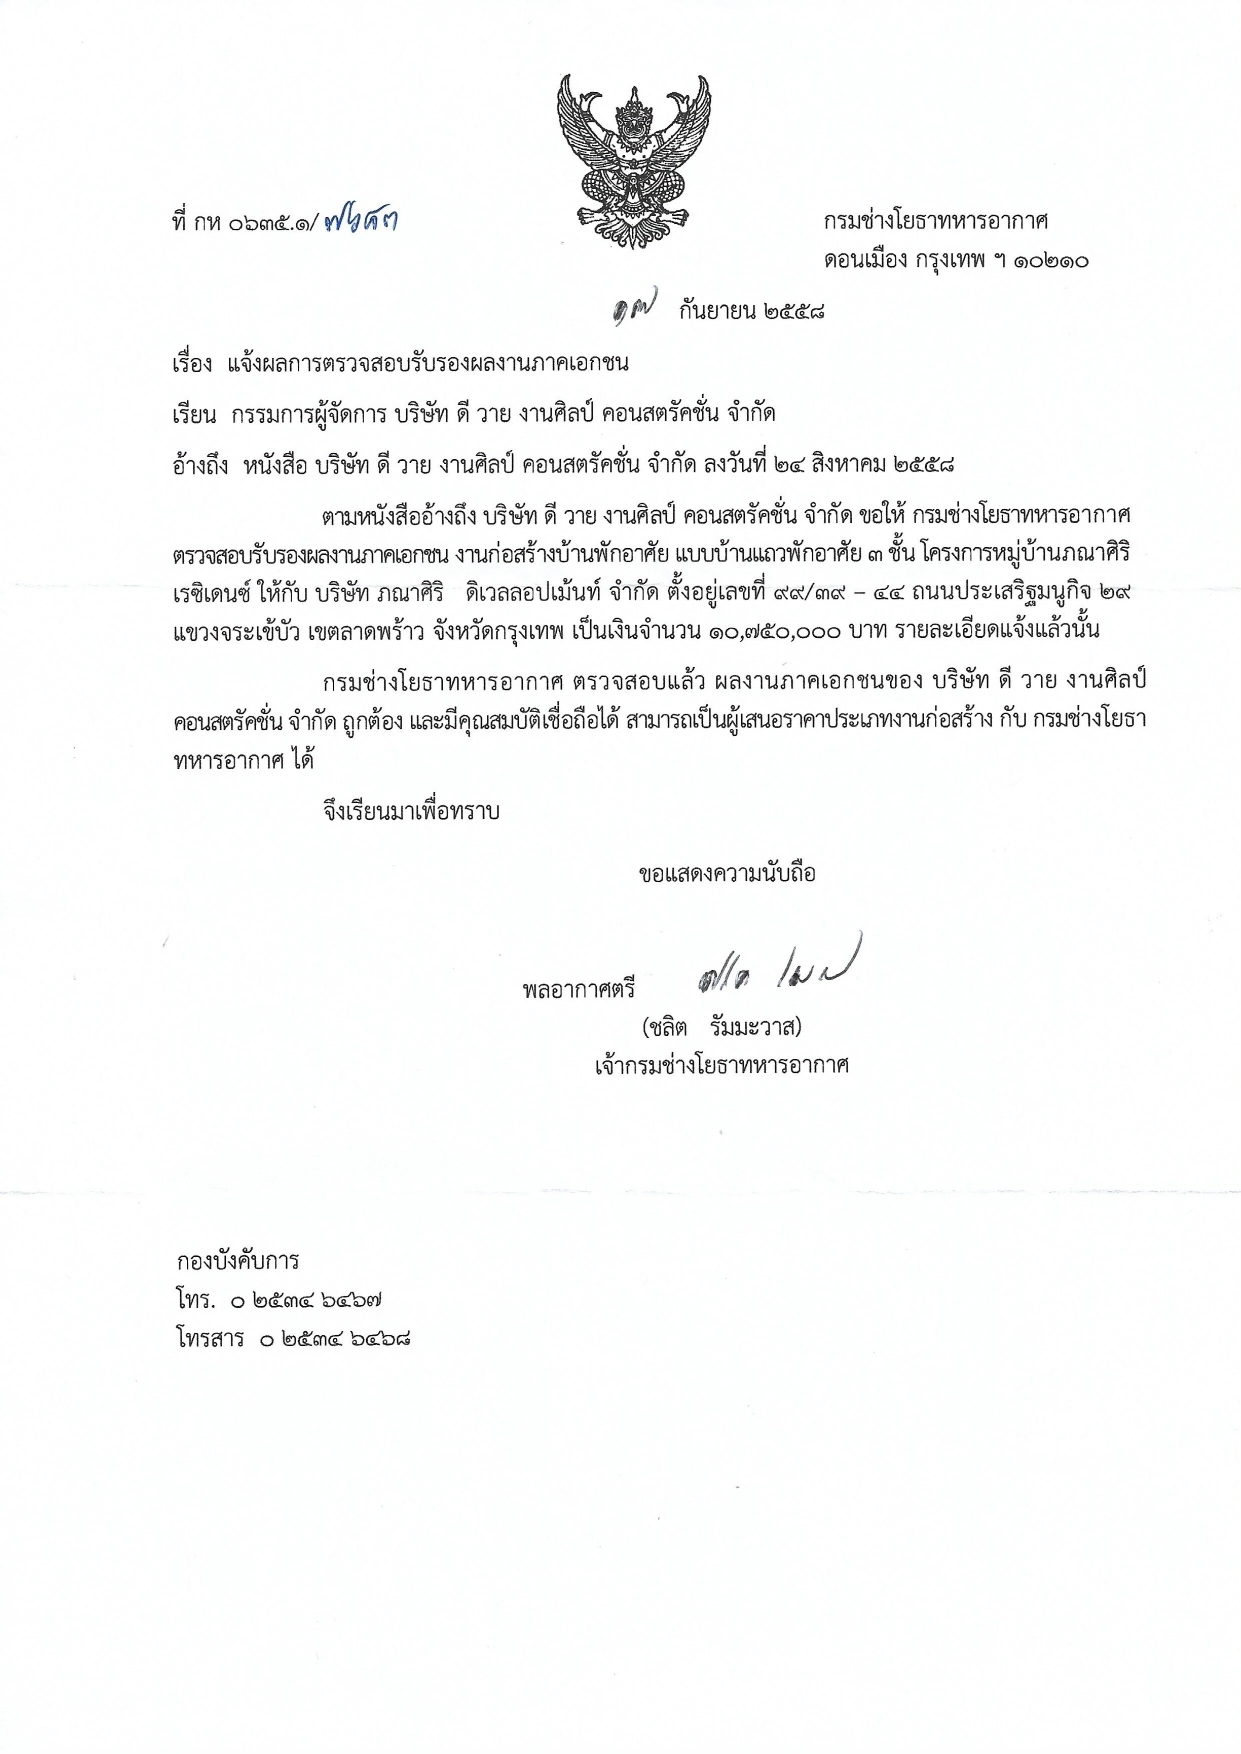 ที่ กห ๐๖๓๕.๑/
กรมช่างโยธาทหารอากาศ
ดอนเมือง กรุงเทพ ฯ ๑๐๒๑๐
๑๗ กันยายน ๒๕๕๘
เรื่อง แจ้งผลการตรวจสอบรับรองผลงานภาคเอกชน
เรียน กรรมการผู้จัดการ บริษัท ดี วาย งานศิลป์ คอนสตรัคชั่น จำกัด
อ้างถึง หนังสือ บริษัท ดี วาย งานศิลป์ คอนสตรัคชั่น จำกัด ลงวันที่ ๒๔ สิงหาคม ๒๕๕๘
ตามหนังสืออ้างถึง บริษัท ดี วาย งานศิลป์ คอนสตรัคชั่น จำกัด ขอให้ กรมช่างโยธาทหารอากาศ
ตรวจสอบรับรองผลงานภาคเอกชน งานก่อสร้างบ้านพักอาศัย แบบบ้านแถวพักอาศัย ๓ ชั้น โครงการหมู่บ้านภณาศิริ
เรซิเดนซ์ ให้กับ บริษัท ภณาศิริ ดิเวลลอปเม้นท์ จำกัด ตั้งอยู่เลขที่ ๙๙/๓๙ – ๔๔ ถนนประเสริฐมนูกิจ ๒๙
แขวงจระเข้บัว เขตลาดพร้าว จังหวัดกรุงเทพ เป็นเงินจำนวน ๑๐,๗๕๐,๐๐๐ บาท รายละเอียดแจ้งแล้วนั้น
กรมช่างโยธาทหารอากาศ ตรวจสอบแล้ว ผลงานภาคเอกชนของ บริษัท ดี วาย งานศิลป์
คอนสตรัคชั่น จำกัด ถูกต้อง และมีคุณสมบัติเชื่อถือได้ สามารถเป็นผู้เสนอราคาประเภทงานก่อสร้าง กับ กรมช่างโยธา
ทหารอากาศ ได้
จึงเรียนมาเพื่อทราบ
ขอแสดงความนับถือ
พลอากาศตรี
(ชลิต รัมมะวาส)
เจ้ากรมช่างโยธาทหารอากาศ
กองบังคับการ
โทร. ๐ ๒๕๓๔ ๖๔๖๗
โทรสาร ๐ ๒๕๓๔ ๖๔๖๘